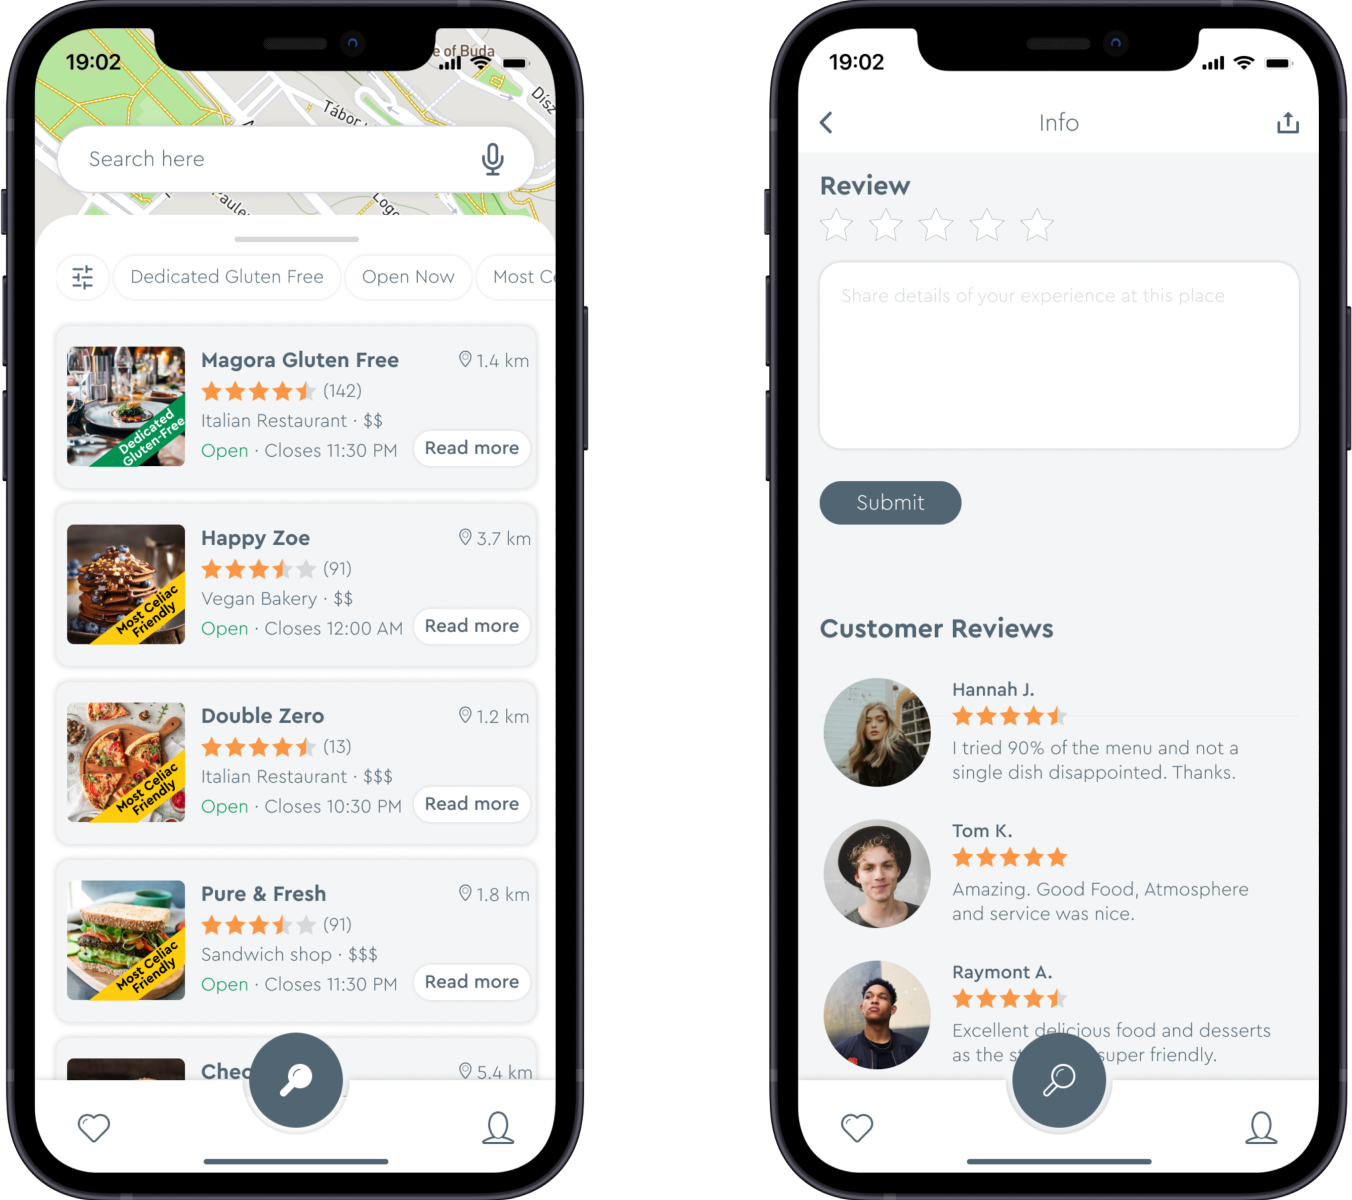 19:02
e of Buda
Tábor
Dísz
Search here
Paule
Logo
Dedicated Gluten Free
Open Now
Most Ce
Magora Gluten Free
1.4 km
(142)
Italian Restaurant · $$
Open · Closes 11:30 PM
Read more
Dedicated
Gluten-Free
Happy Zoe
3.7 km
(91)
Vegan Bakery · $$
Open · Closes 12:00 AM
Read more
Most Celiac
Friendly
Double Zero
1.2 km
(13)
Italian Restaurant · $$$
Open · Closes 10:30 PM
Read more
Most Celiac
Friendly
Pure & Fresh
1.8 km
(91)
Sandwich shop · $$$
Open · Closes 11:30 PM
Read more
Most Celiac
Friendly
Chec
5.4 km
19:02
Info
Review
Share details of your experience at this place
Submit
Customer Reviews
Hannah J.
I tried 90% of the menu and not a
single dish disappointed. Thanks.
Tom K.
Amazing. Good Food, Atmosphere
and service was nice.
Raymont A.
Excellent delicious food and desserts
as the st super friendly.